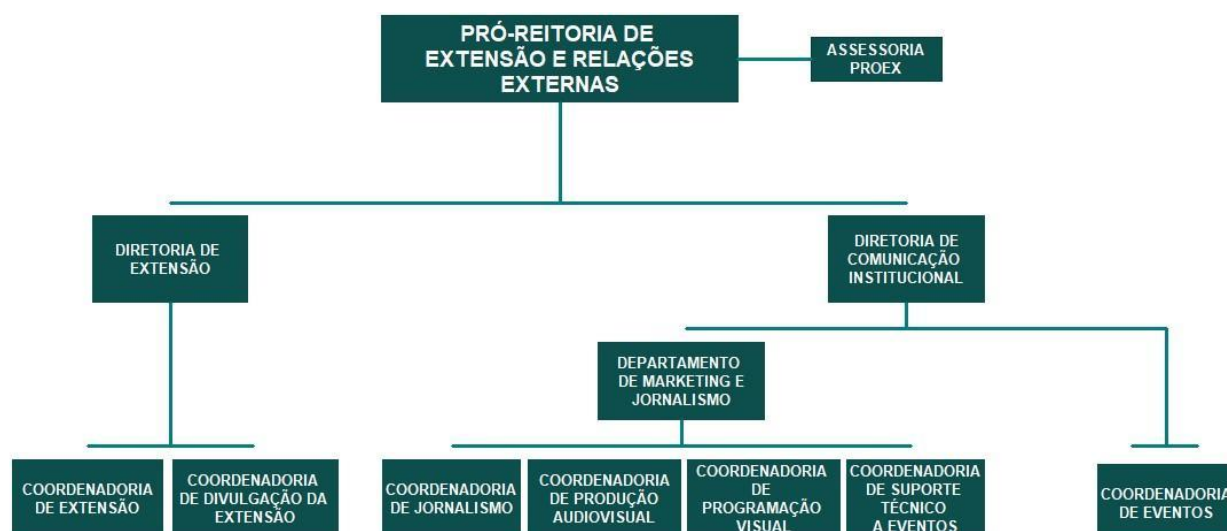 PRÓ-REITORIA DE
EXTENSÃO E RELAÇÕES
EXTERNAS
ASSESSORIA
PROEX
DIRETORIA DE
EXTENSÃO
DIRETORIA DE
COMUNICAÇÃO
INSTITUCIONAL
DEPARTAMENTO
DE MARKETING E
JORNALISMO
COORDENADORIA
DE EXTENSÃO
COORDENADORIA
DE DIVULGAÇÃO DA
EXTENSÃO
COORDENADORIA
DE JORNALISMO
COORDENADORIA
DE PRODUÇÃO
AUDIOVISUAL
COORDENADORIA
DE
PROGRAMAÇÃO
VISUAL
COORDENADORIA
DE SUPORTE
TÉCNICO
A EVENTOS
COORDENADORIA
DE EVENTOS